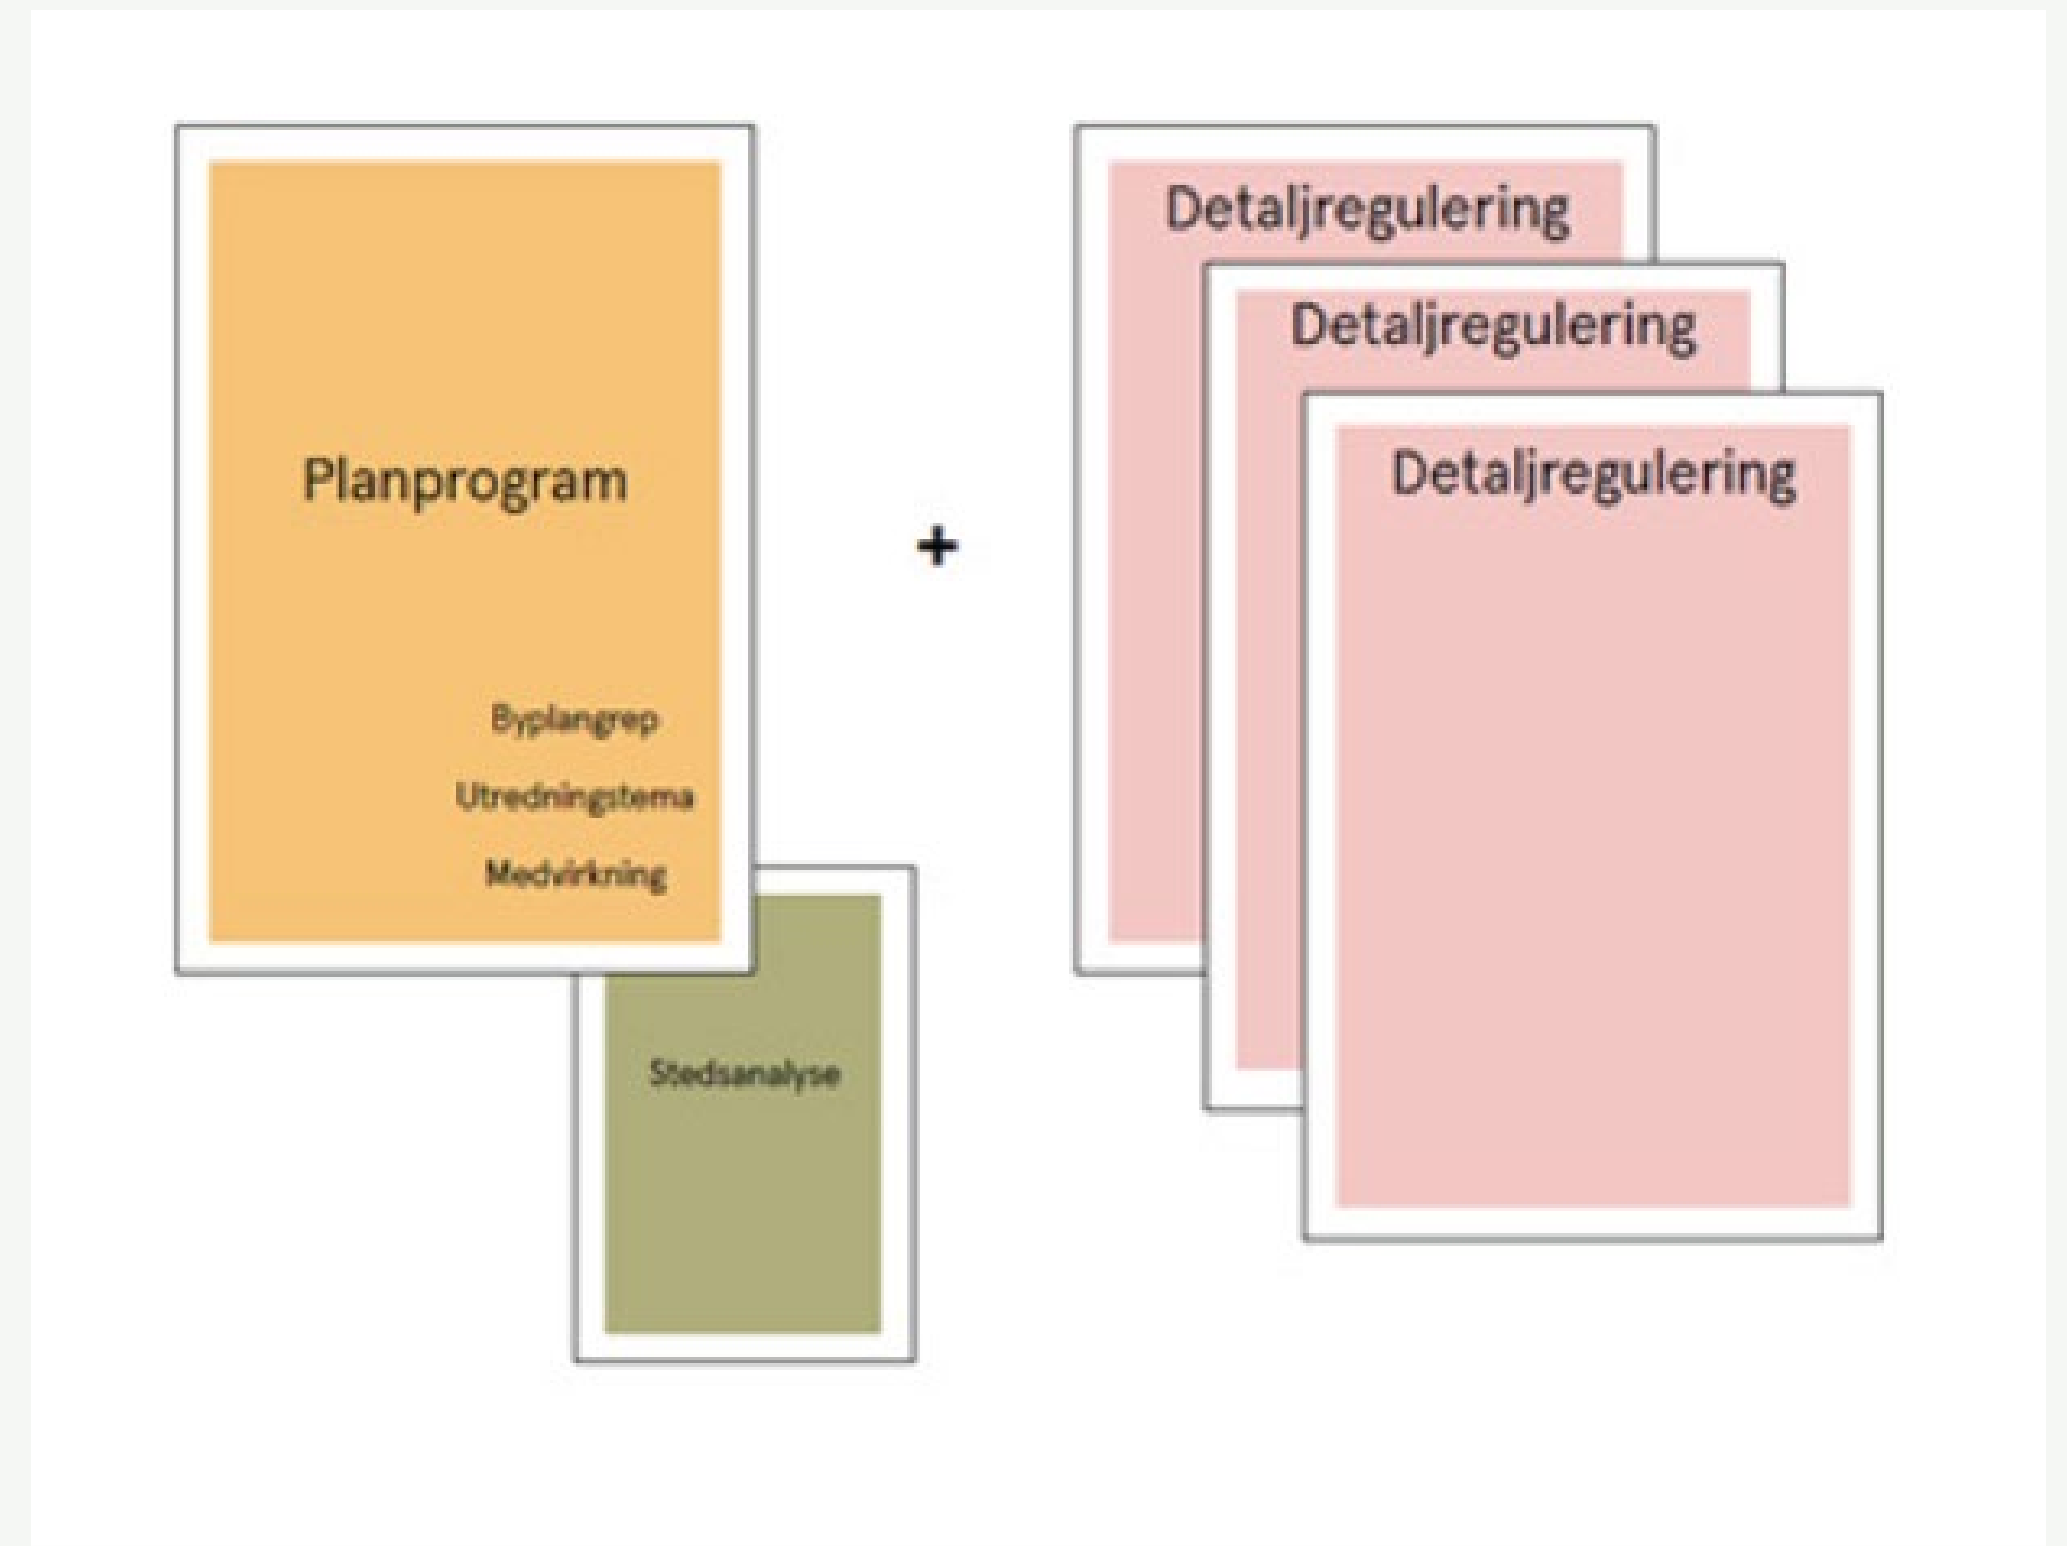 Planprogram
Byplangrep
Utredningstema
Medvirkning
Stedsanalyse
+
Detaljregulering
Detaljregulering
Detaljregulering